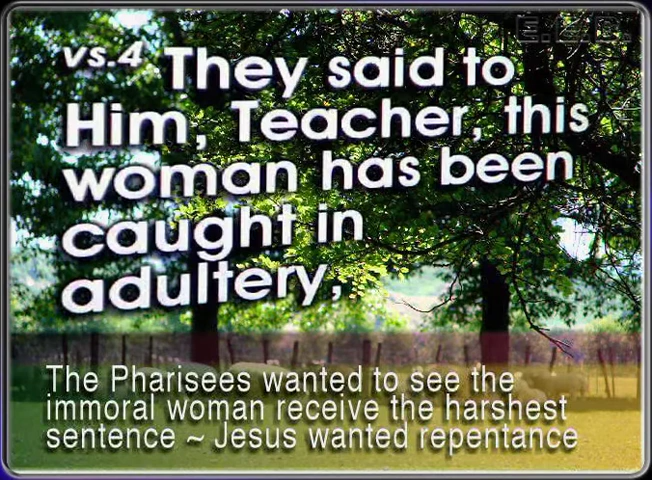 vs.4 They said to
Him, Teacher, this
woman has been
caught in
adultery,
The Pharisees wanted to see the
immoral woman receive the harshest
sentence ~ Jesus wanted repentance